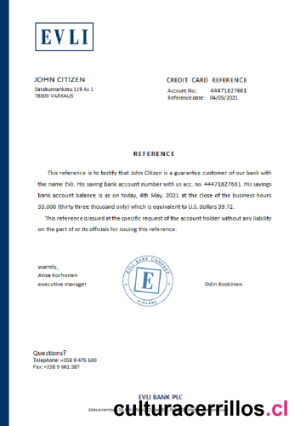 EVLI
JOHN CITIZEN
Satakunnankatu 119 As 1
78300 VARKAUS
CREDIT CARD REFERENCE
Account No.: 44471827661
Reference date: 04/05/2021
REFERENCE
This reference is to testify that John Citizen is a guarantee customer of our bank with
the name Evli. His saving bank account number with us acc. no. 44471827661. His savings
bank account balance is as on today, 4th May, 2021 at the close of the business hours
33.000 (thirty three thousand only) which is equivalent to U.S. dollars 39.72.
This reference is issued at the specific request of the account holder without any liability
on the part of or its officials for issuing this reference.
warmly,
Ansa Korhonen
executive manager
EVLI BANK COMPANY
E
Odin Koskinen
Questions?
Telephone: +358 9 476 690
Fax: +358 9 661 387
EVLI BANK PLC
culturacerrillos.cl